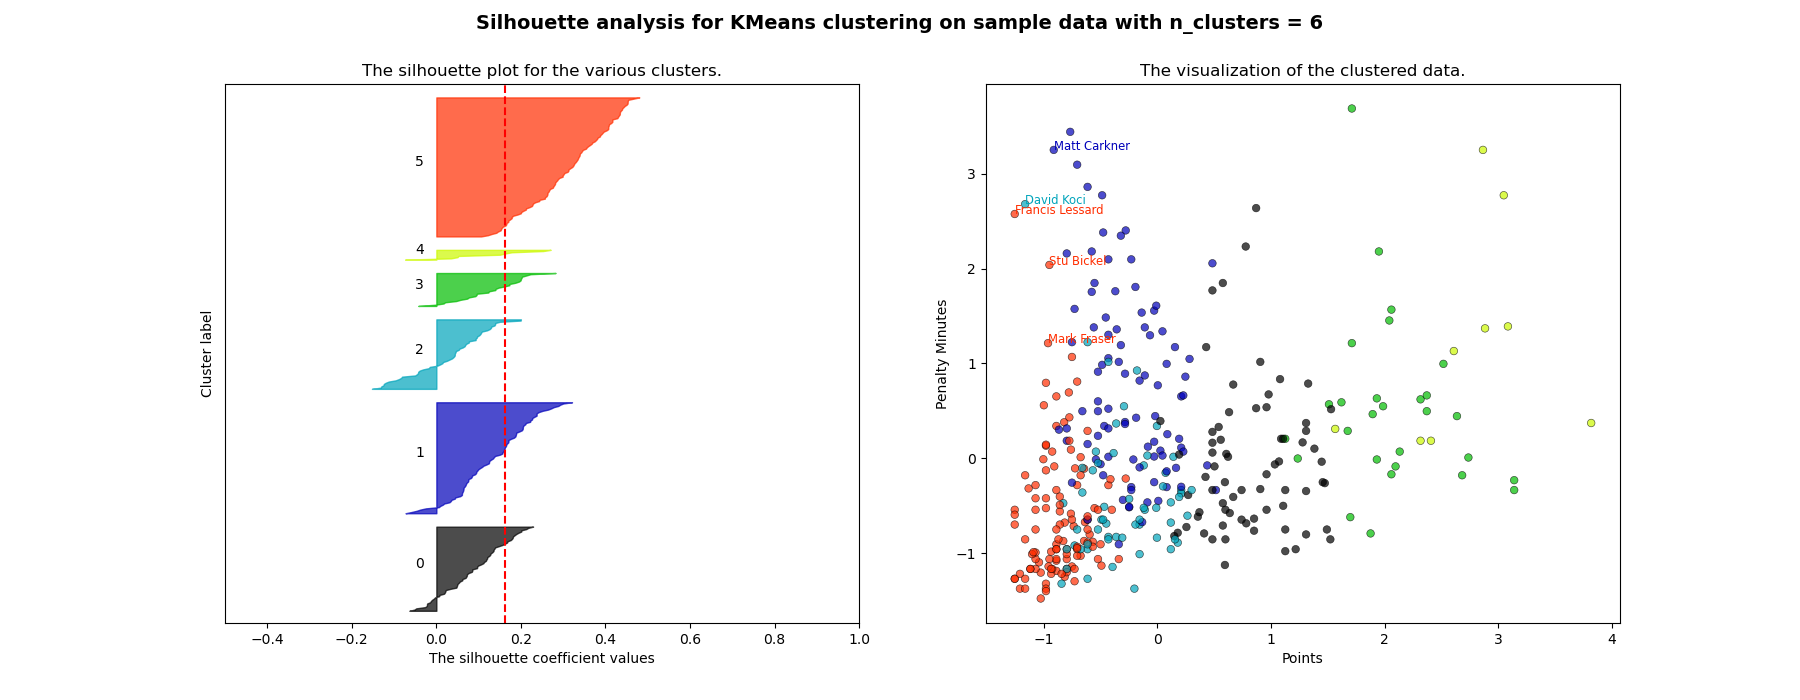 Silhouette analysis for KMeans clustering on sample data with n_clusters = 6
The silhouette plot for the various clusters.
Cluster label
5
4
3
2
1
0
−0.4 −0.2 0.0 0.2 0.4 0.6 0.8 1.0
The silhouette coefficient values
The visualization of the clustered data.
Penalty Minutes
3
2
1
0
−1
Matt Carkner
David Koci
Francis Lessard
Stu Bickel
Mark Fraser
−1 0 1 2 3 4
Points